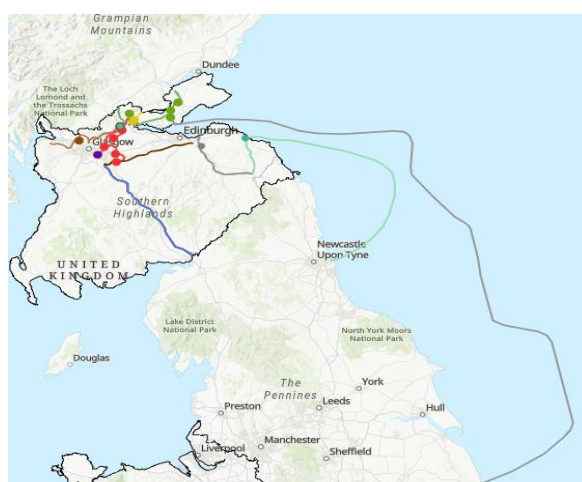 Grampian
Mountains
Dundee
The Loch
Lomond and
the Trossachs
National Park
Edinburgh
Glasgow
Southern
Highlands
UNITED
KINGDOM
Newcastle
Upon Tyne
Lake District
National Park
North York Moors
National Park
Douglas
The
Pennines
York
Preston
Leeds
Hull
Liverpool
Manchester
Sheffield